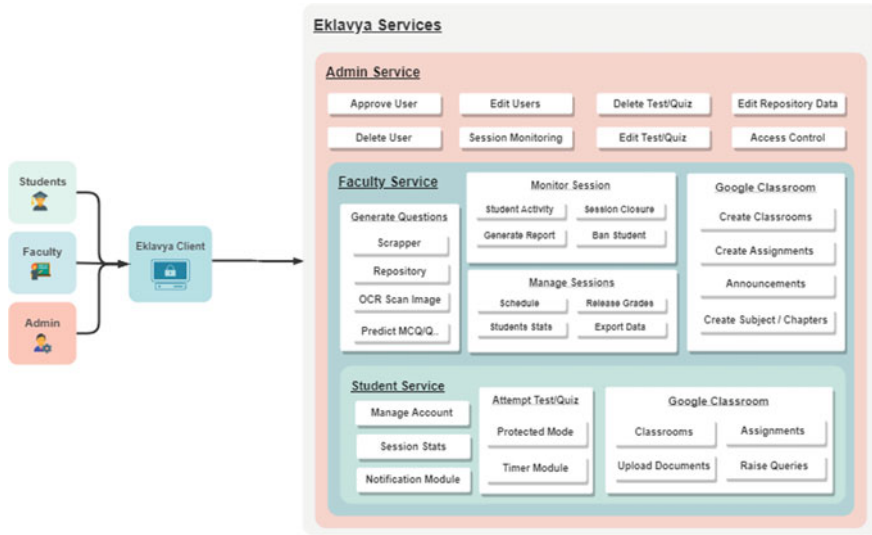 Eklavya Services
Admin Service
Approve User
Edit Users
Delete Test/Quiz
Edit Repository Data
Delete User
Session Monitoring
Edit Test/Quiz
Access Control
Students
Faculty
Admin
Eklavya Client
Faculty Service
Generate Questions
Scrapper
Repository
OCR Scan Image
Predict MCQ/Q..
Monitor Session
Student Activity
Session Closure
Generate Report
Ban Student
Manage Sessions
Schedule
Release Grades
Students Stats
Export Data
Google Classroom
Create Classrooms
Create Assignments
Announcements
Create Subject / Chapters
Student Service
Manage Account
Session Stats
Notification Module
Attempt Test/Quiz
Protected Mode
Timer Module
Google Classroom
Classrooms
Assignments
Upload Documents
Raise Queries